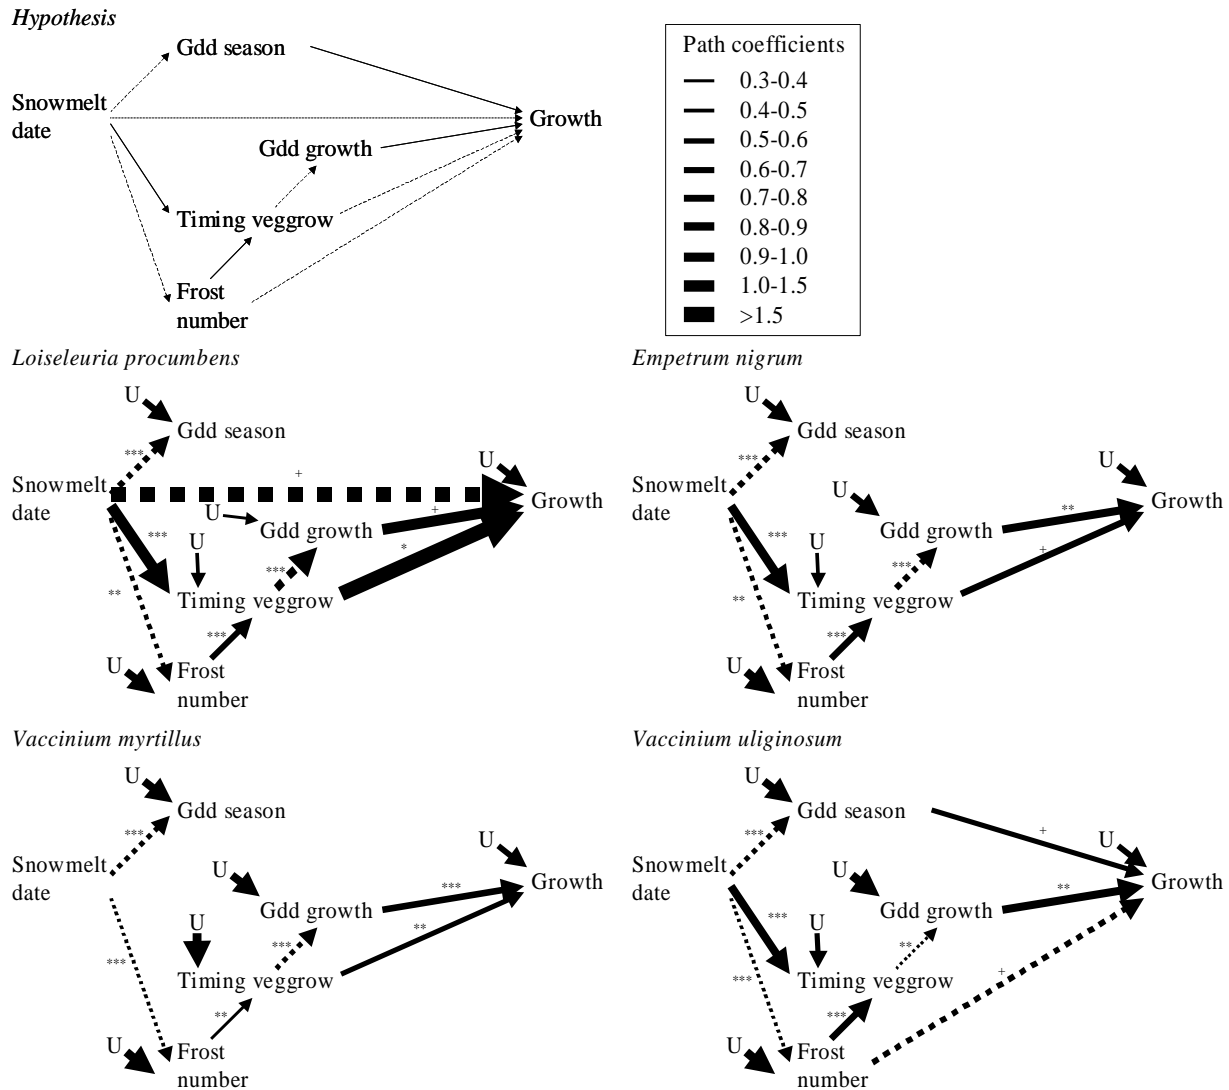 Hypothesis
Gdd season
Snowmelt
date
Growth
Gdd growth
Timing veggrow
Frost
number
Path coefficients
0.3-0.4
0.4-0.5
0.5-0.6
0.6-0.7
0.7-0.8
0.8-0.9
0.9-1.0
1.0-1.5
>1.5
Loiseleuria procumbens
U
Gdd season
***
U
+
Snowmelt
date
Growth
U
Gdd growth
+
***
U
*
***
**
Timing veggrow
***
U
Frost
number
Empetrum nigrum
U
Gdd season
***
U
Snowmelt
date
Growth
U
Gdd growth
**
***
U
+
***
**
Timing veggrow
***
U
Frost
number
Vaccinium myrtillus
U
Gdd season
***
U
Snowmelt
date
Growth
U
***
Gdd growth
U
**
***
***
Timing veggrow
**
U
Frost
number
Vaccinium uliginosum
U
Gdd season
***
+
U
Snowmelt
date
Growth
U
**
Gdd growth
***
U
**
***
+
Timing veggrow
***
U
Frost
number